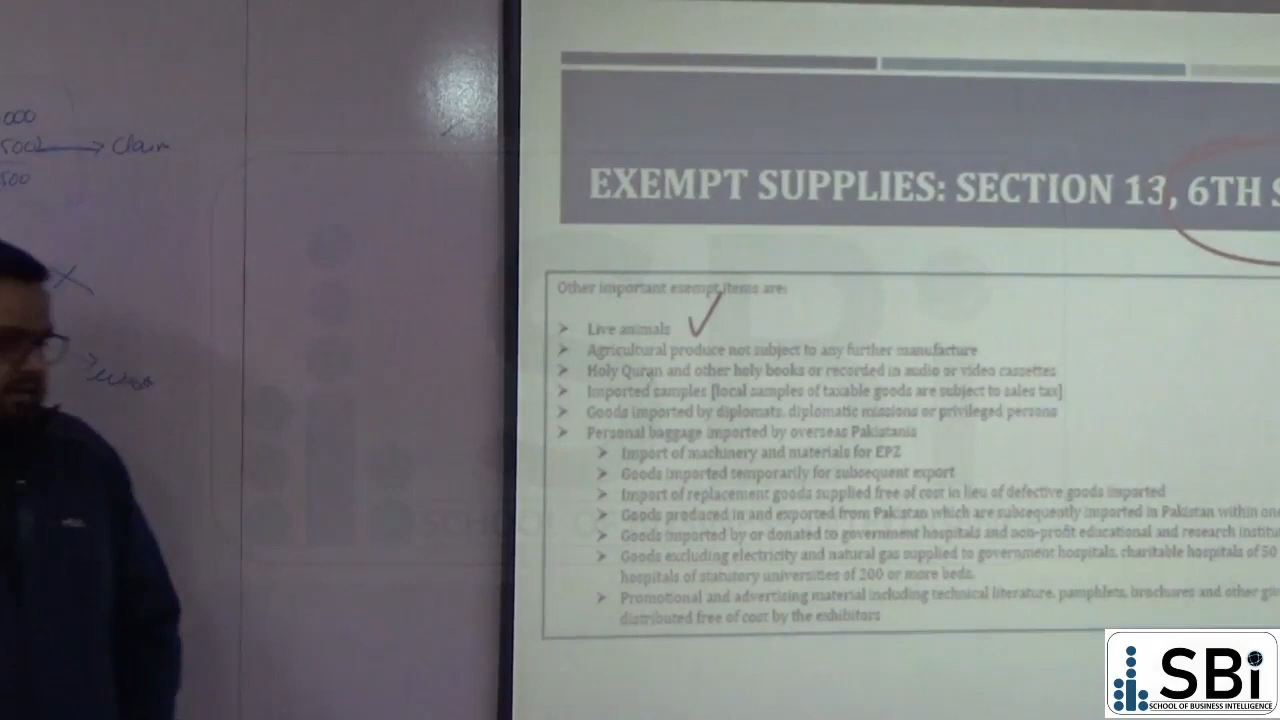 000
500 → Claim
500
EXEMPT SUPPLIES: SECTION 13, 6TH S
Other important exempt items are:
➢ Live animals
➢ Agricultural produce not subject to any further manufacture
➢ Holy Quran and other holy books or recorded in audio or video cassettes
➢ Imported samples [local samples of taxable goods are subject to sales tax]
➢ Goods imported by diplomats, diplomatic missions or privileged persons
➢ Personal baggage imported by overseas Pakistanis
➢ Import of machinery and materials for EPZ
➢ Goods imported temporarily for subsequent export
➢ Import of replacement goods supplied free of cost in lieu of defective goods imported
➢ Goods produced in and exported from Pakistan which are subsequently imported in Pakistan within one
➢ Goods imported by or donated to government hospitals and non-profit educational and research institu
➢ Goods excluding electricity and natural gas supplied to government hospitals, charitable hospitals of 50
hospitals of statutory universities of 200 or more beds.
➢ Promotional and advertising material including technical literature, pamphlets, brochures and other giv
distributed free of cost by the exhibitors
SBi
SCHOOL OF BUSINESS INTELLIGENCE